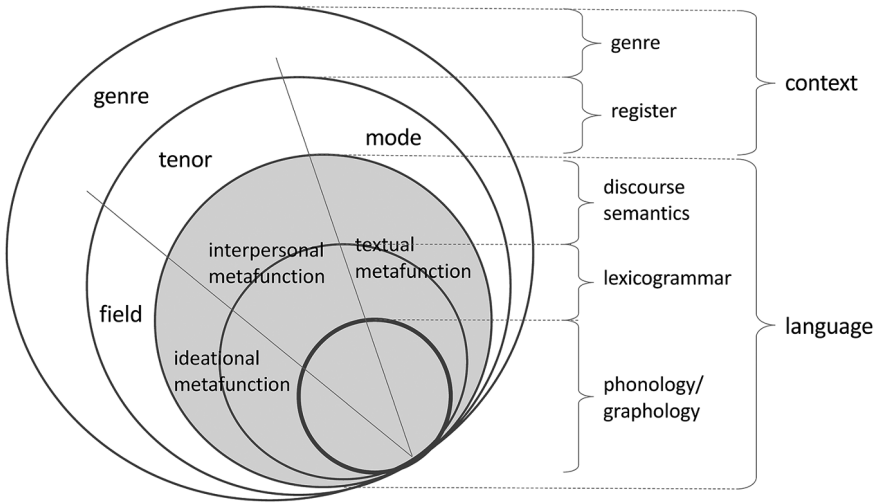 genre
tenor
mode
field
interpersonal
metafunction
textual
metafunction
ideational
metafunction
genre
register
context
discourse
semantics
lexicogrammar
phonology/
graphology
language